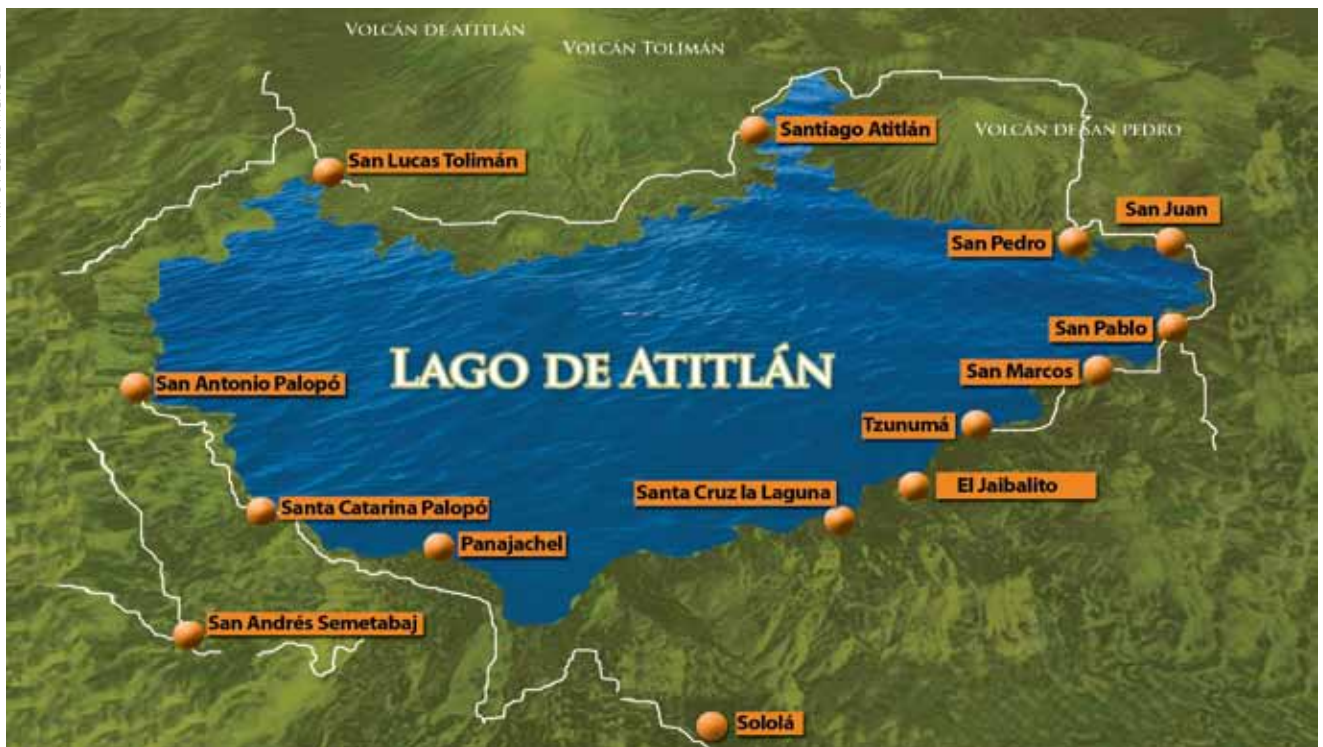 VOLCÁN DE ATITLÁN
VOLCÁN TOLIMÁN
Santiago Atitlán
VOLCÁN DE SAN PEDRO
San Lucas Tolimán
San Juan
San Pedro
San Pablo
LAGO DE ATITLÁN
San Marcos
San Antonio Palopó
Tzunumá
El Jaibalito
Santa Cruz la Laguna
Santa Catarina Palopó
Panajachel
San Andrés Semetabaj
Sololá